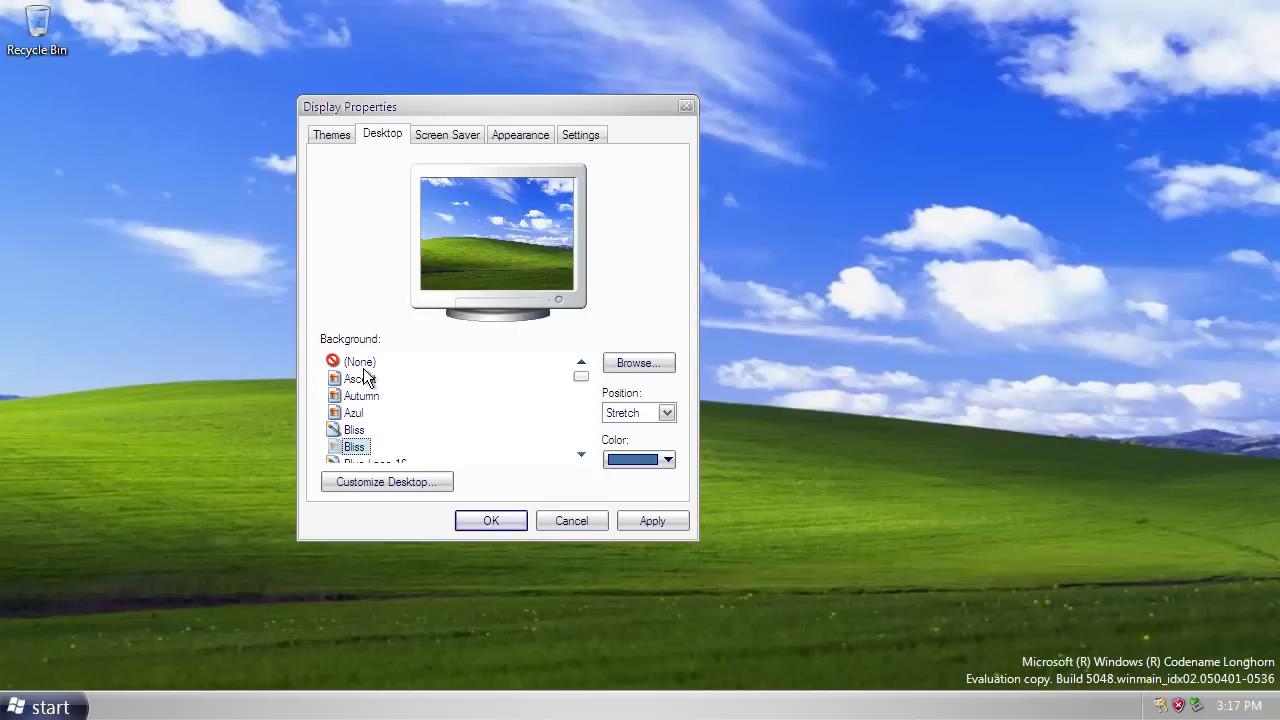 Recycle Bin
Display Properties
Themes
Desktop
Screen Saver
Appearance
Settings
Background:
(None)
Autumn
Azul
Bliss
Bliss
Browse...
Position:
Stretch
Color:
Customize Desktop...
OK
Cancel
Apply
Microsoft (R) Windows (R) Codename Longhorn
Evaluation copy. Build 5048.winmain_idx02.050401-0536
start
3:17 PM